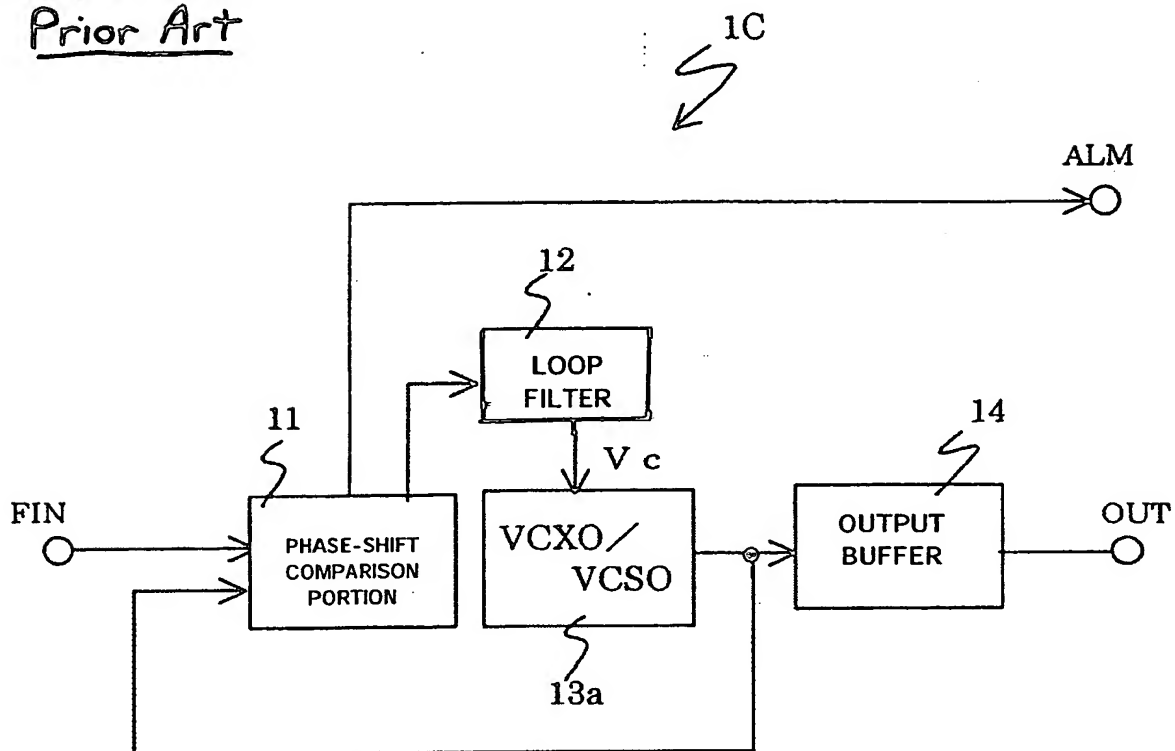 Prior Art
1C
ALM
12
LOOP
FILTER
11
V c
14
FIN
PHASE-SHIFT
COMPARISON
PORTION
VCXO/
VCSO
OUTPUT
BUFFER
OUT
13a